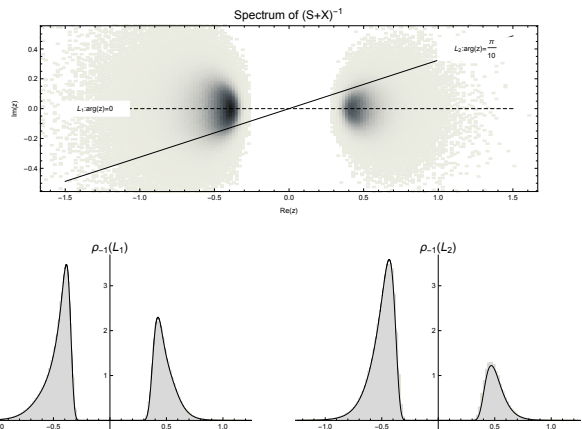 Spectrum of (S+X)⁻¹
L₂:arg(z)=π/10
L₁:arg(z)=0
Im(z)
0.4
0.2
0.0
−0.2
−0.4
−1.5 −1.0 −0.5 0.0 0.5 1.0 1.5
Re(z)
ρ₋₁(L₁) ρ₋₁(L₂)
3 3
2 2
1 1
0 −0.5 0.5 1.0 −1.0 −0.5 0.5 1.0